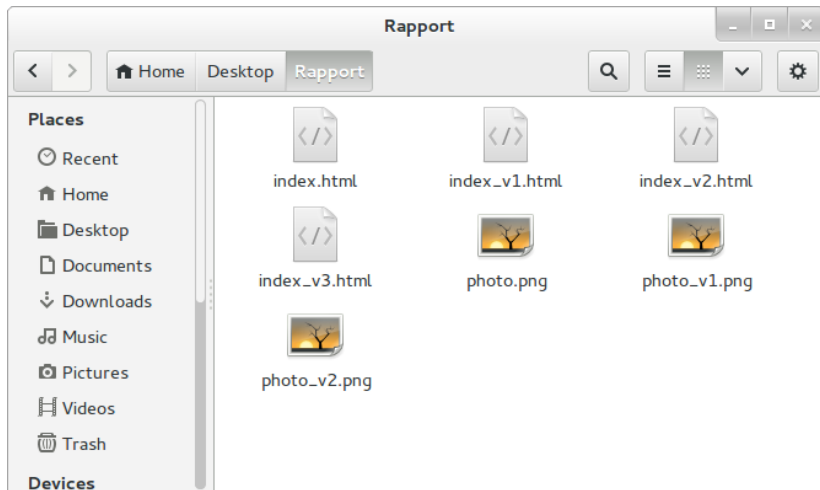 Rapport
Home Desktop Rapport
Places
Recent
Home
Desktop
Documents
Downloads
Music
Pictures
Videos
Trash
Devices
index.html index_v1.html index_v2.html
index_v3.html photo.png photo_v1.png
photo_v2.png